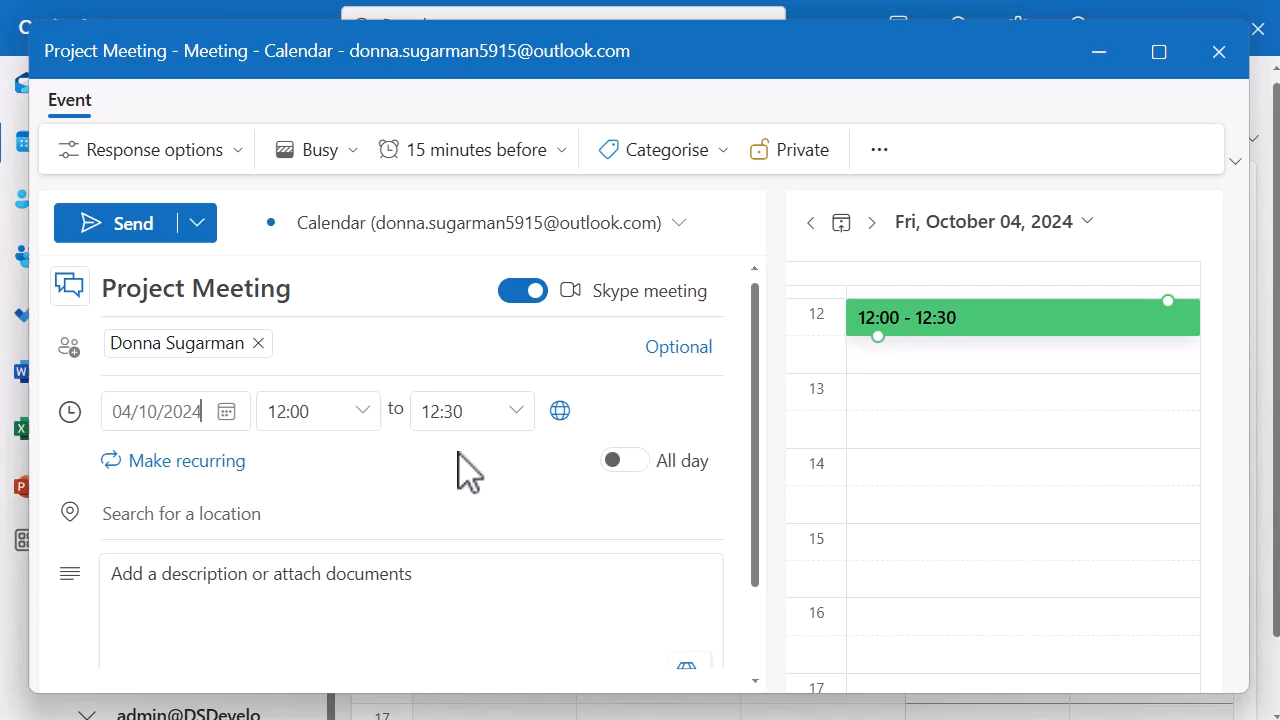 Project Meeting - Meeting - Calendar - donna.sugarman5915@outlook.com
Event
Response options
Busy
15 minutes before
Categorise
Private
Send
Calendar (donna.sugarman5915@outlook.com)
Fri, October 04, 2024
Project Meeting
Skype meeting
Donna Sugarman
Optional
04/10/2024
12:00
to
12:30
Make recurring
All day
Search for a location
Add a description or attach documents
12
12:00 - 12:30
13
14
15
16
17
admin@DSDevelo
17